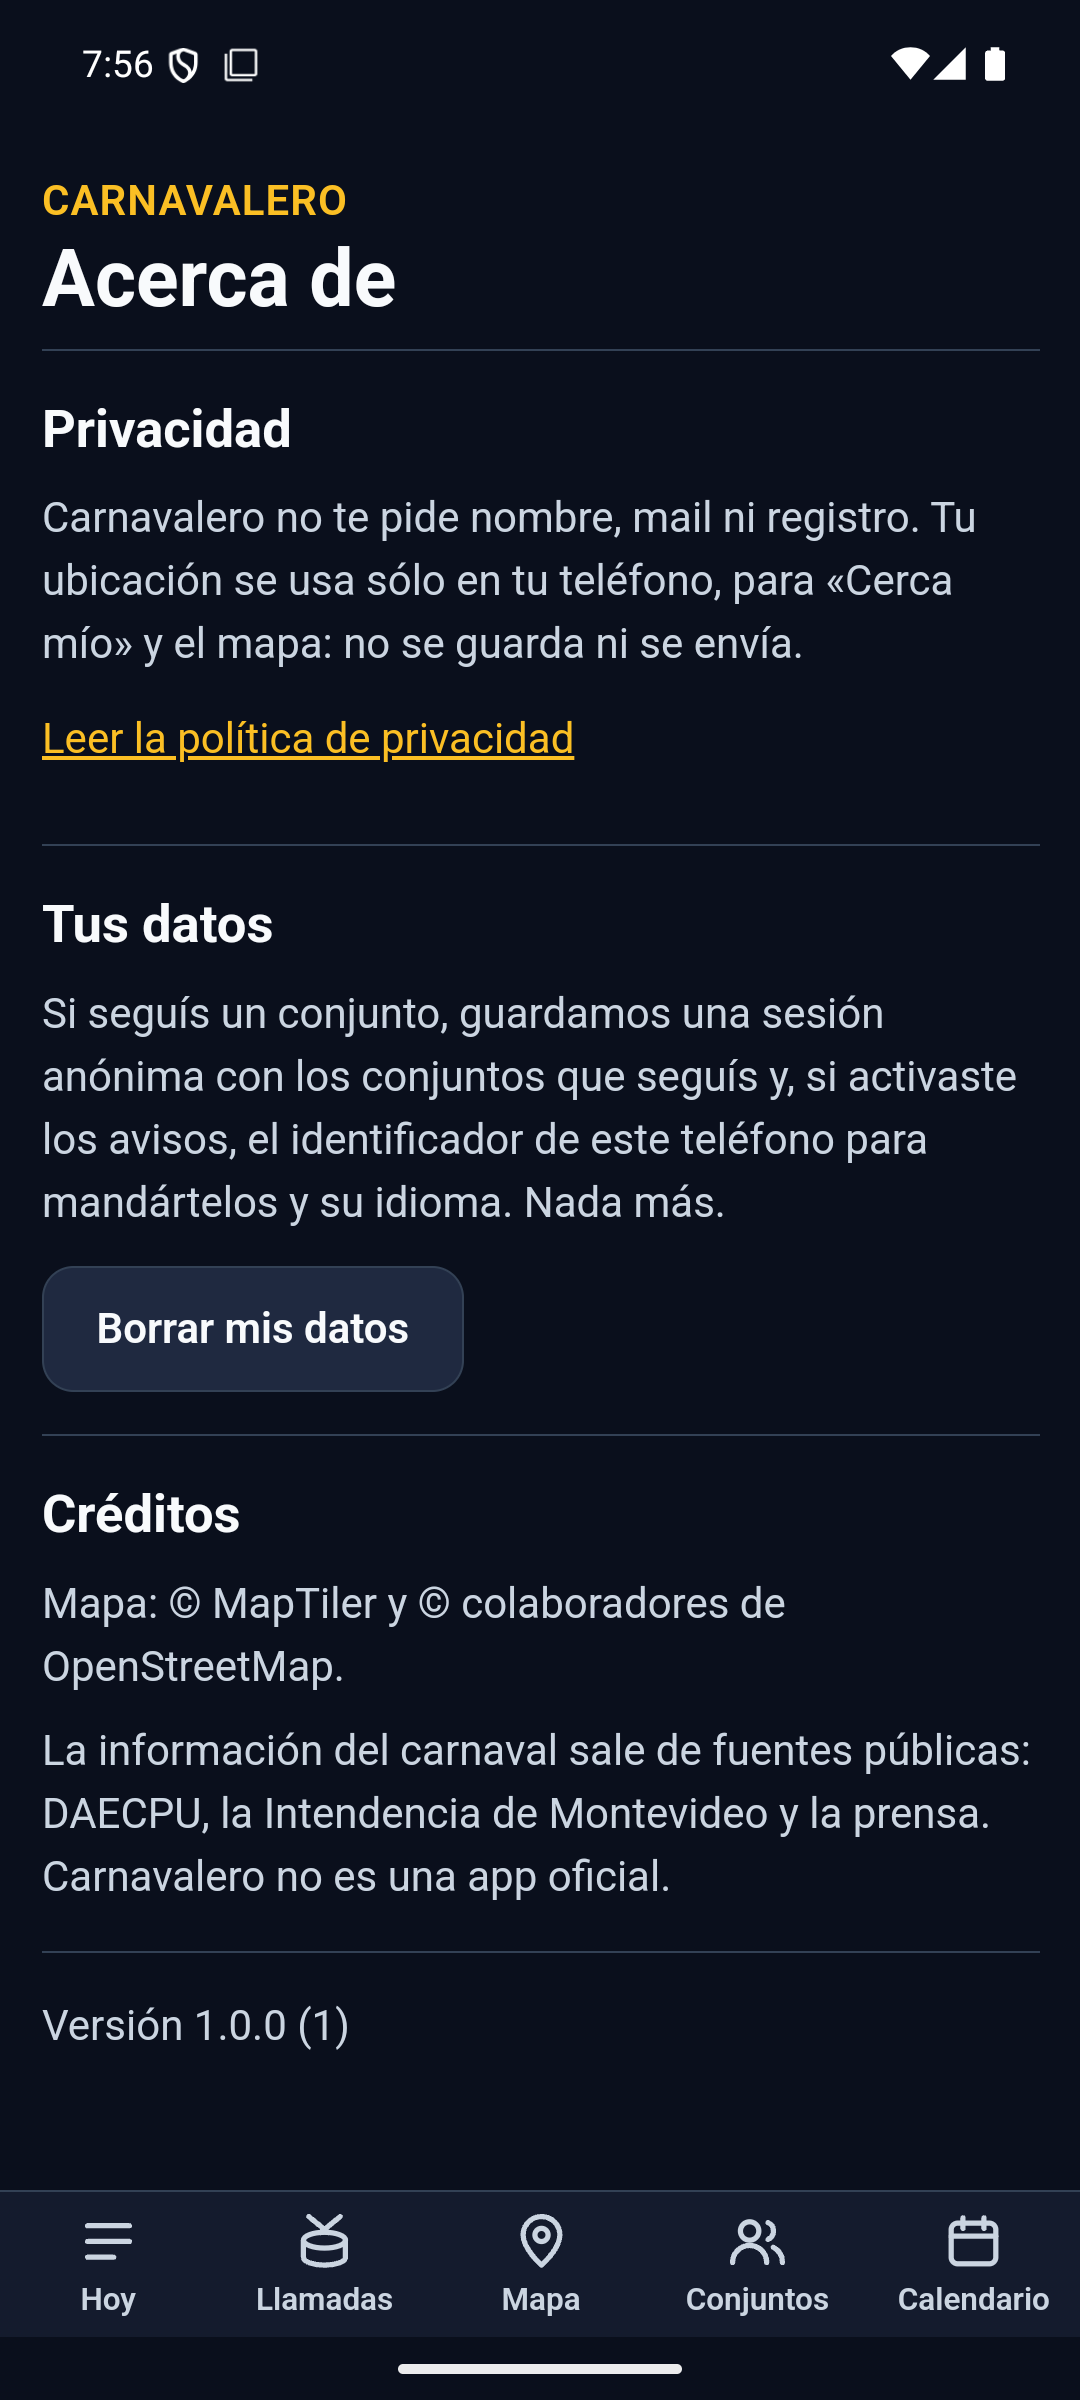 7:56
CARNAVALERO
Acerca de
Privacidad
Carnavalero no te pide nombre, mail ni registro. Tu
ubicación se usa sólo en tu teléfono, para «Cerca
mío» y el mapa: no se guarda ni se envía.
Leer la política de privacidad
Tus datos
Si seguís un conjunto, guardamos una sesión
anónima con los conjuntos que seguís y, si activaste
los avisos, el identificador de este teléfono para
mandártelos y su idioma. Nada más.
Borrar mis datos
Créditos
Mapa: © MapTiler y © colaboradores de
OpenStreetMap.
La información del carnaval sale de fuentes públicas:
DAECPU, la Intendencia de Montevideo y la prensa.
Carnavalero no es una app oficial.
Versión 1.0.0 (1)
Hoy Llamadas Mapa Conjuntos Calendario